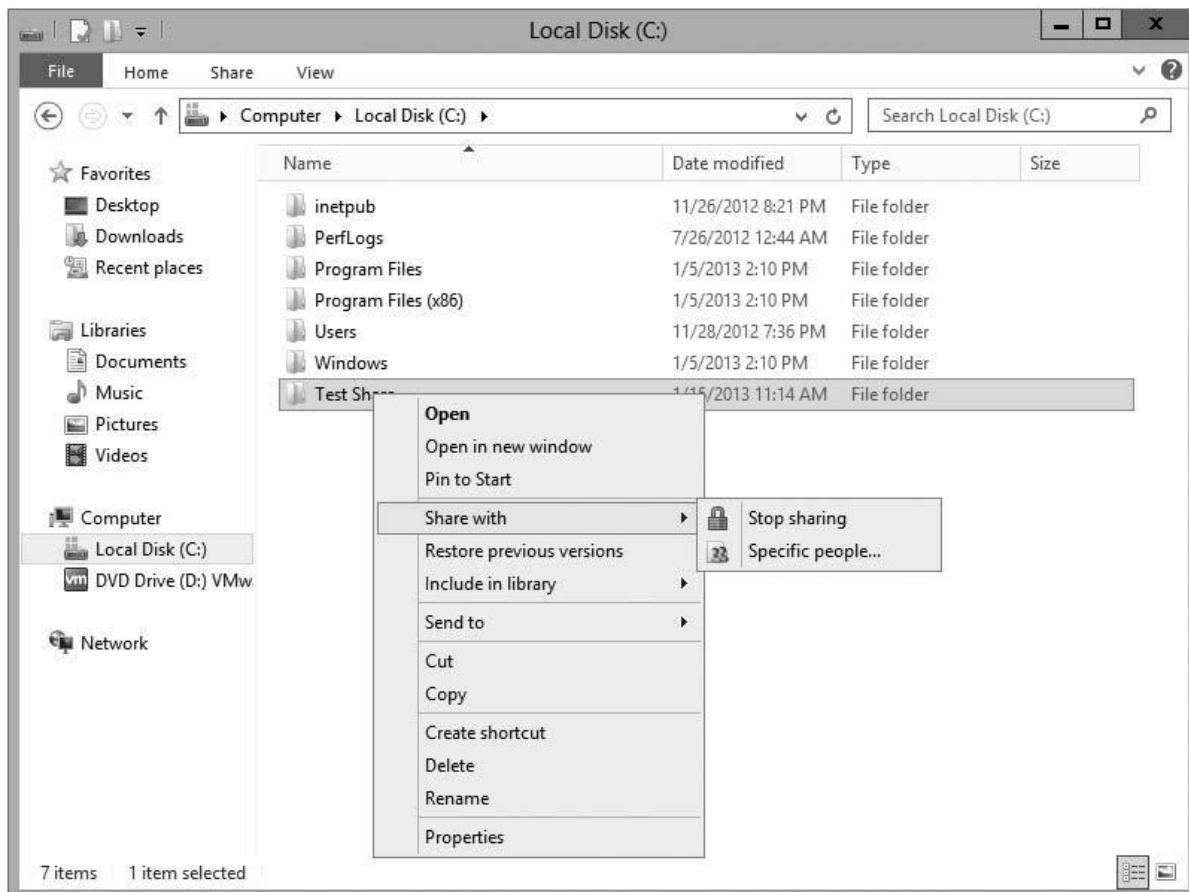 Local Disk (C:)
File Home Share View
Computer Local Disk (C:)
Search Local Disk (C:)
Name Date modified Type Size
Favorites
Desktop
Downloads
Recent places
Libraries
Documents
Music
Pictures
Videos
Computer
Local Disk (C:)
vm DVD Drive (D:) VMw
Network
inetpub 11/26/2012 8:21 PM File folder
PerfLogs 7/26/2012 12:44 AM File folder
Program Files 1/5/2013 2:10 PM File folder
Program Files (x86) 1/5/2013 2:10 PM File folder
Users 11/28/2012 7:36 PM File folder
Windows 1/5/2013 2:10 PM File folder
Test Share 1/15/2013 11:14 AM File folder
Open
Open in new window
Pin to Start
Share with
Restore previous versions
Include in library
Send to
Cut
Copy
Create shortcut
Delete
Rename
Properties
Stop sharing
Specific people...
7 items 1 item selected